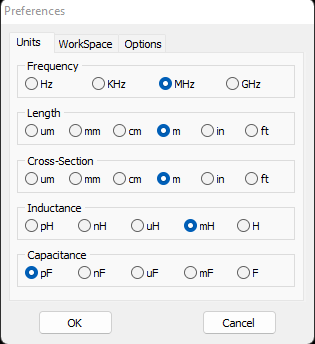 Preferences
Units WorkSpace Options
Frequency
Hz KHz MHz GHz
Length
um mm cm m in ft
Cross-Section
um mm cm m in ft
Inductance
pH nH uH mH H
Capacitance
pF nF uF mF F
OK Cancel